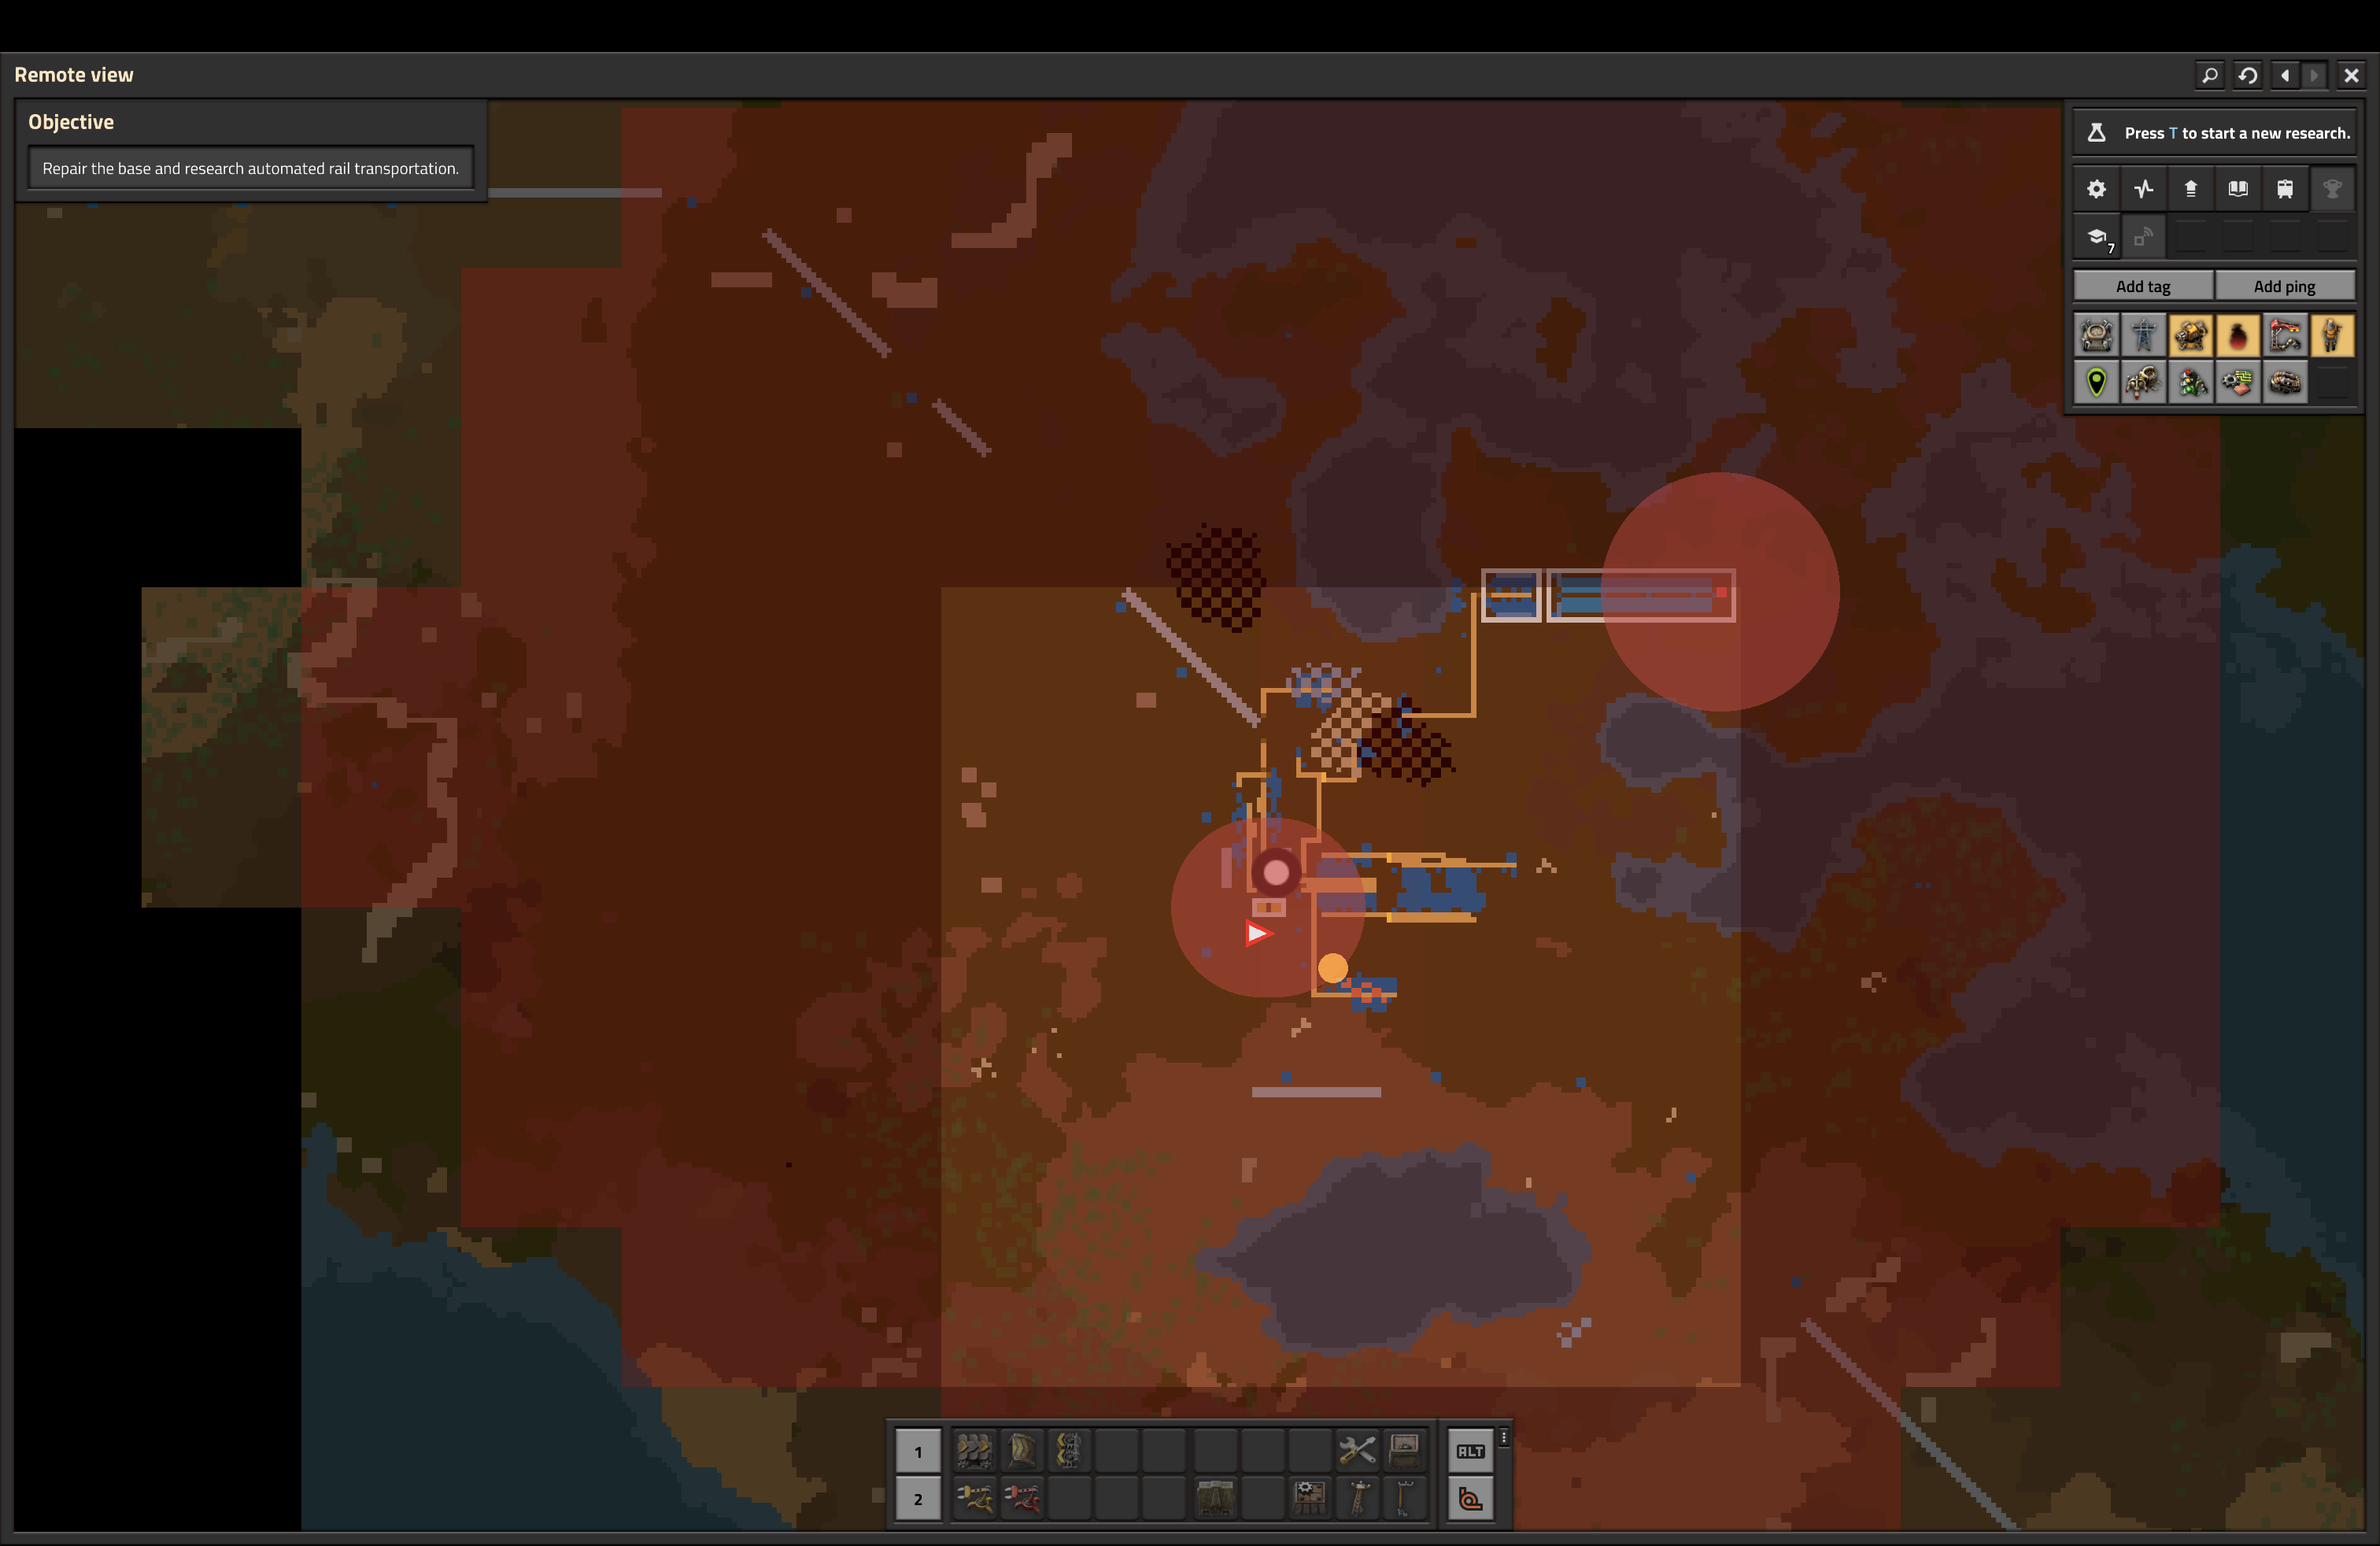 Remote view
Objective
Repair the base and research automated rail transportation.
Press T to start a new research.
7
Add tag
Add ping
1
ALT
2